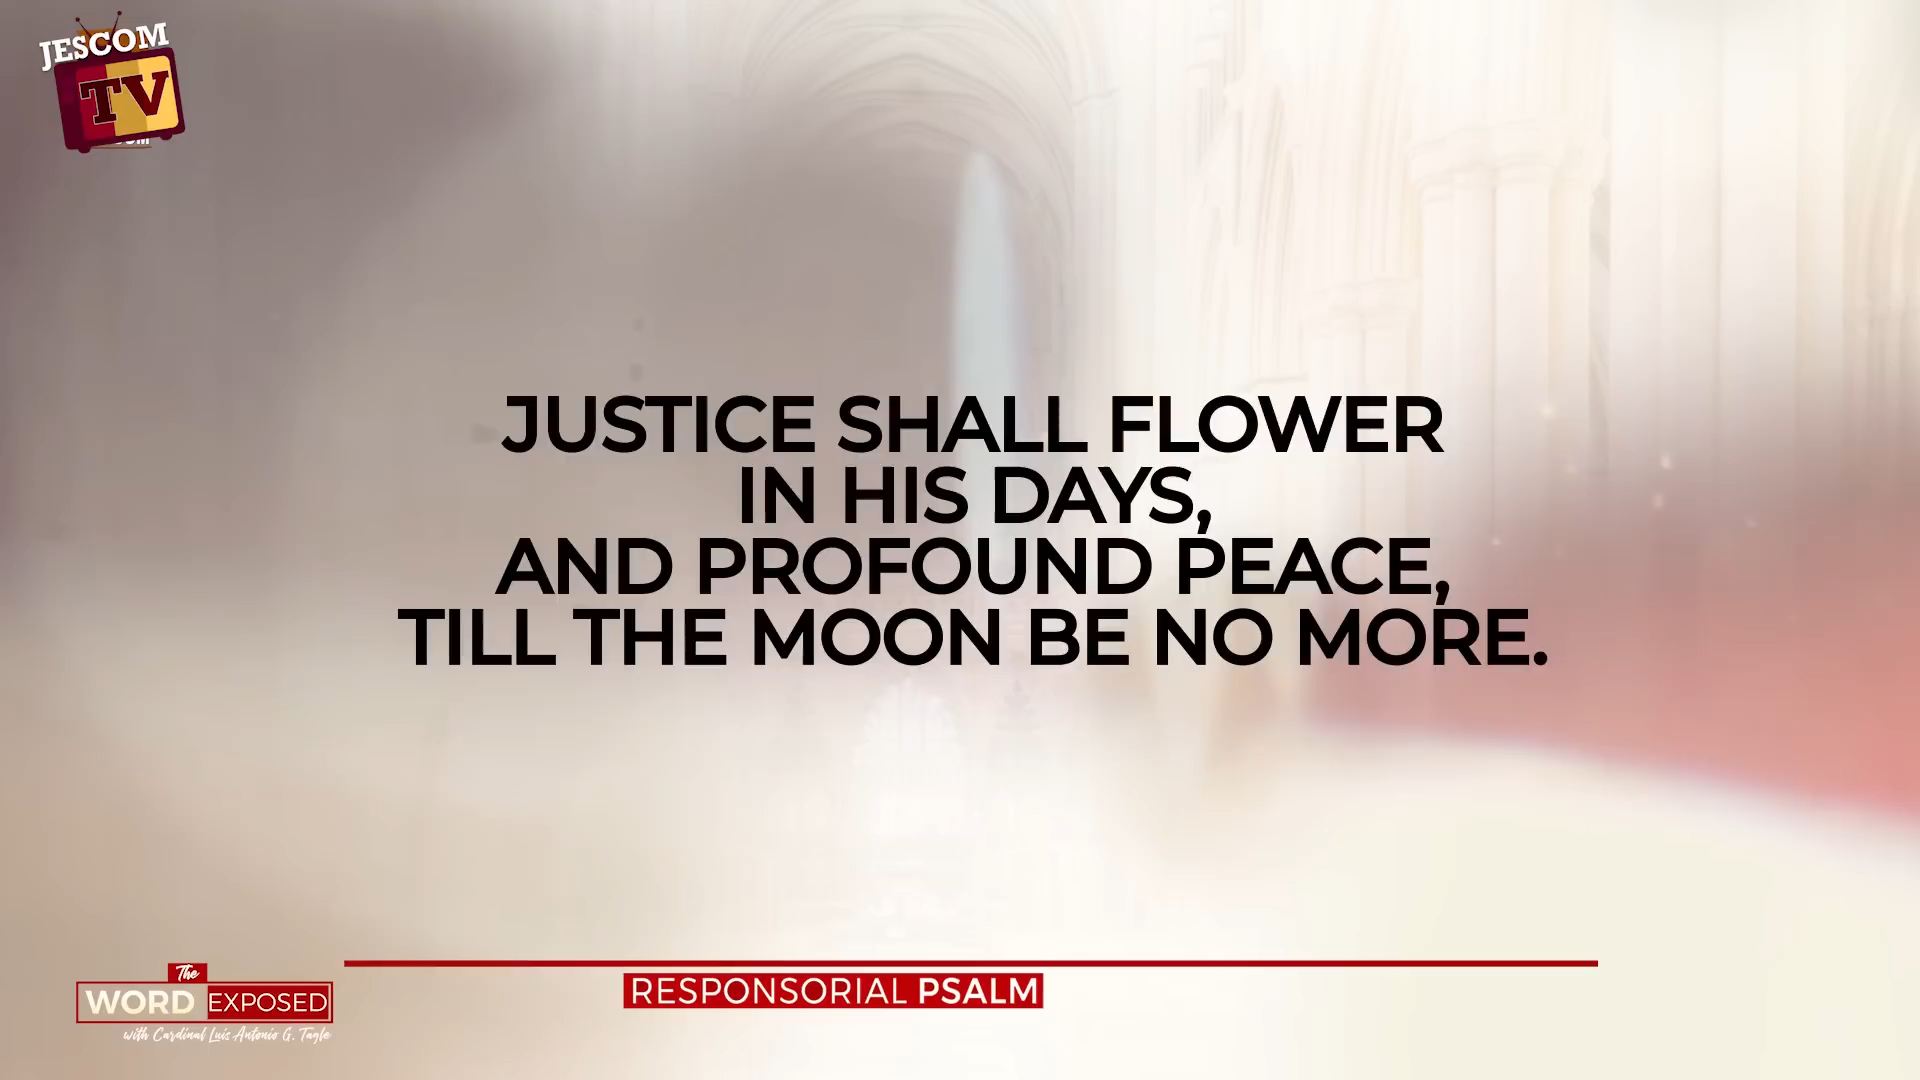 JESCOM
TV
JUSTICE SHALL FLOWER
IN HIS DAYS,
AND PROFOUND PEACE,
TILL THE MOON BE NO MORE.
The
WORD EXPOSED
with Cardinal Luis Antonio G. Tagle
RESPONSORIAL PSALM